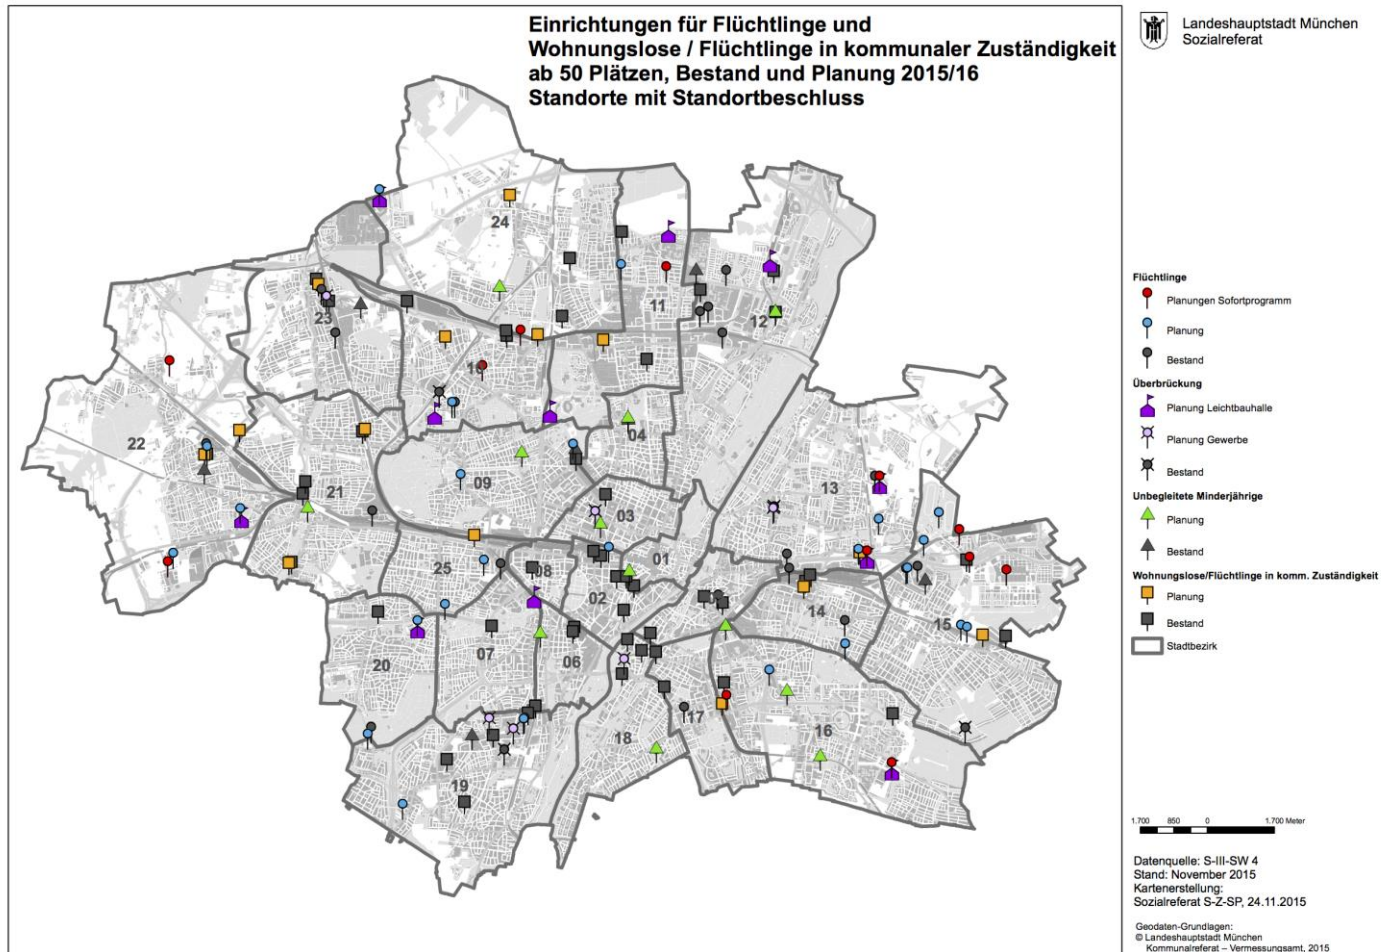 Einrichtungen für Flüchtlinge und
Wohnungslose / Flüchtlinge in kommunaler Zuständigkeit
ab 50 Plätzen, Bestand und Planung 2015/16
Standorte mit Standortbeschluss
Landeshauptstadt München
Sozialreferat
24
23
11
12
10
22
04
21
09
13
03
01
25
08
02
14
15
20
07
06
17
16
18
19
Flüchtlinge
Planungen Sofortprogramm
Planung
Bestand
Überbrückung
Planung Leichtbauhalle
Planung Gewerbe
Bestand
Unbegleitete Minderjährige
Planung
Bestand
Wohnungslose/Flüchtlinge in komm. Zuständigkeit
Planung
Bestand
Stadtbezirk
1.700 850 0 1.700 Meter
Datenquelle: S-III-SW 4
Stand: November 2015
Kartenerstellung:
Sozialreferat S-Z-SP, 24.11.2015
Geodaten-Grundlagen:
© Landeshauptstadt München
Kommunalreferat – Vermessungsamt, 2015